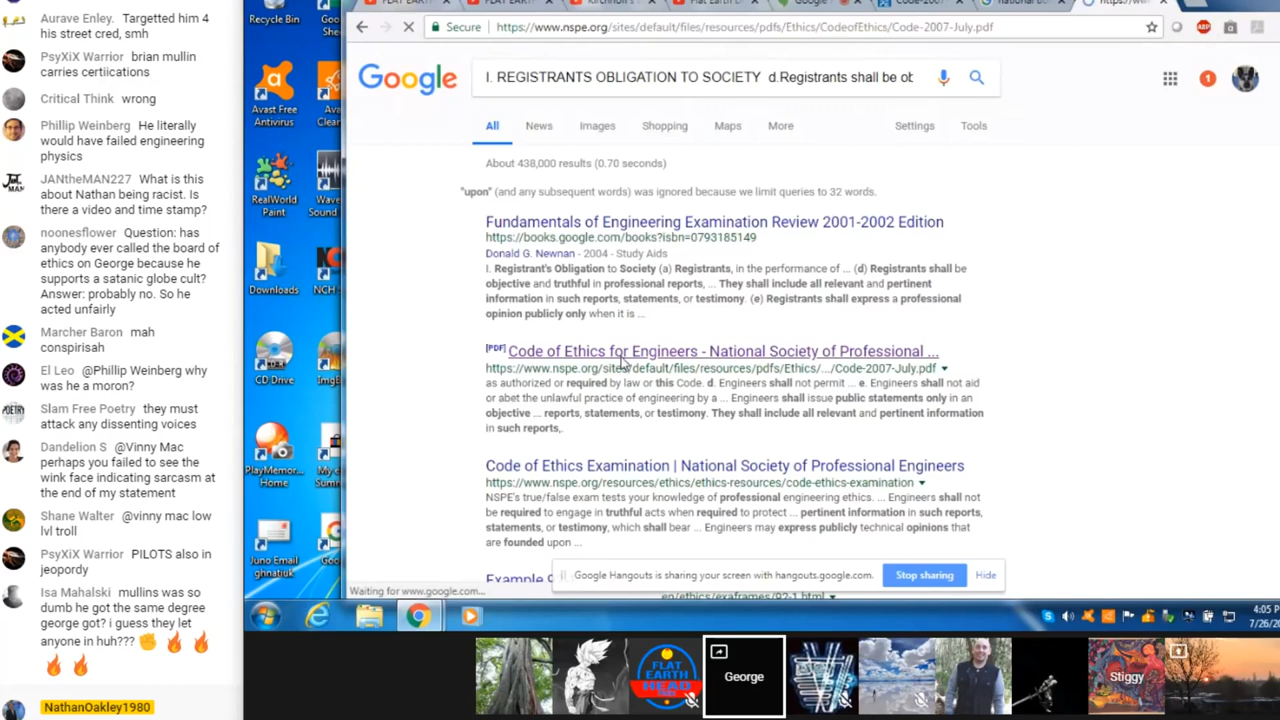 Aurave Enley. Targetted him 4
his street cred, smh
PsyXiX Warrior brian mullin
carries certiications
Critical Think wrong
Phillip Weinberg He literally
would have failed engineering
physics
JANtheMAN227 What is this
about Nathan being racist. Is
there a video and time stamp?
noonesflower Question: has
anybody ever called the board of
ethics on George because he
supports a satanic globe cult?
Answer: probably no. So he
acted unfairly
Marcher Baron mah
conspirisah
El Leo @Phillip Weinberg why
was he a moron?
Slam Free Poetry they must
attack any dissenting voices
Dandelion S @Vinny Mac
perhaps you failed to see the
wink face indicating sarcasm at
the end of my statement
Shane Walter @vinny mac low
lvl troll
PsyXiX Warrior PILOTS also in
jeopordy
Isa Mahalski mullins was so
dumb he got the same degree
george got? i guess they let
anyone in huh???
NathanOakley1980
Recycle Bin
Avast Free
Antivirus
RealWorld
Paint
Downloads
CD Drive
PlayMemor...
Home
Juno Email
ghnatiuk
Secure https://www.nspe.org/sites/default/files/resources/pdfs/Ethics/CodeofEthics/Code-2007-July.pdf
Google
I. REGISTRANTS OBLIGATION TO SOCIETY d.Registrants shall be ob
1
All News Images Shopping Maps More Settings Tools
About 438,000 results (0.70 seconds)
"upon" (and any subsequent words) was ignored because we limit queries to 32 words.
Fundamentals of Engineering Examination Review 2001-2002 Edition
https://books.google.com/books?isbn=0793185149
Donald G. Newnan - 2004 - Study Aids
I. Registrant's Obligation to Society (a) Registrants, in the performance of ... (d) Registrants shall be
objective and truthful in professional reports, ... They shall include all relevant and pertinent
information in such reports, statements, or testimony. (e) Registrants shall express a professional
opinion publicly only when it is ...
[PDF] Code of Ethics for Engineers - National Society of Professional ...
https://www.nspe.org/sites/default/files/resources/pdfs/Ethics/.../Code-2007-July.pdf
as authorized or required by law or this Code. d. Engineers shall not permit ... e. Engineers shall not aid
or abet the unlawful practice of engineering by a ... Engineers shall issue public statements only in an
objective ... reports, statements, or testimony. They shall include all relevant and pertinent information
in such reports,.
Code of Ethics Examination | National Society of Professional Engineers
https://www.nspe.org/resources/ethics/ethics-resources/code-ethics-examination
NSPE's true/false exam tests your knowledge of professional engineering ethics. ... Engineers shall not
be required to engage in truthful acts when required to protect ... pertinent information in such reports,
statements, or testimony, which shall bear ... Engineers may express publicly technical opinions that
are founded upon ...
Example
en/ethics/exaframes/92-1.html
Google Hangouts is sharing your screen with hangouts.google.com. Stop sharing Hide
Waiting for www.google.com...
4:05 P
FLAT
EARTH
HEAD
George
Stiggy